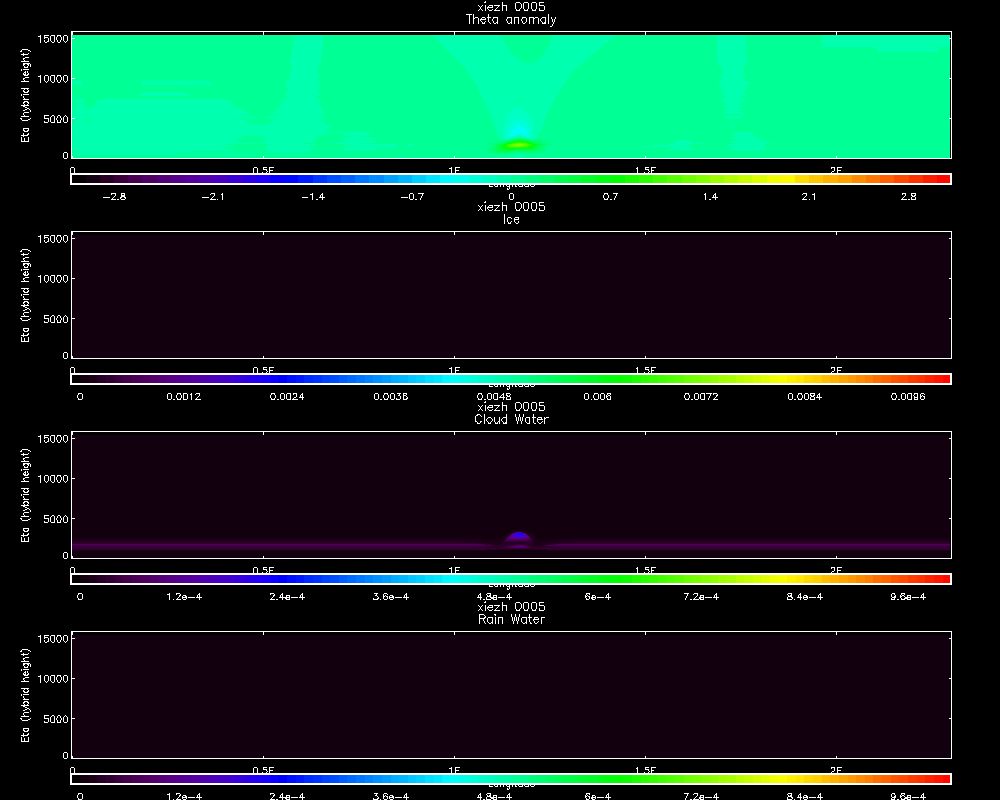 xiezh 0005
Theta anomaly
Eta (hybrid height)
15000
10000
5000
0
0 0.5E 1E 1.5E 2E
−2.8 −2.1 −1.4 −0.7 0 0.7 1.4 2.1 2.8
xiezh 0005
Ice
Eta (hybrid height)
15000
10000
5000
0
0 0.5E 1E 1.5E 2E
0 0.0012 0.0024 0.0036 0.0048 0.006 0.0072 0.0084 0.0096
xiezh 0005
Cloud Water
Eta (hybrid height)
15000
10000
5000
0
0 0.5E 1E 1.5E 2E
0 1.2e−4 2.4e−4 3.6e−4 4.8e−4 6e−4 7.2e−4 8.4e−4 9.6e−4
xiezh 0005
Rain Water
Eta (hybrid height)
15000
10000
5000
0
0 0.5E 1E 1.5E 2E
0 1.2e−4 2.4e−4 3.6e−4 4.8e−4 6e−4 7.2e−4 8.4e−4 9.6e−4